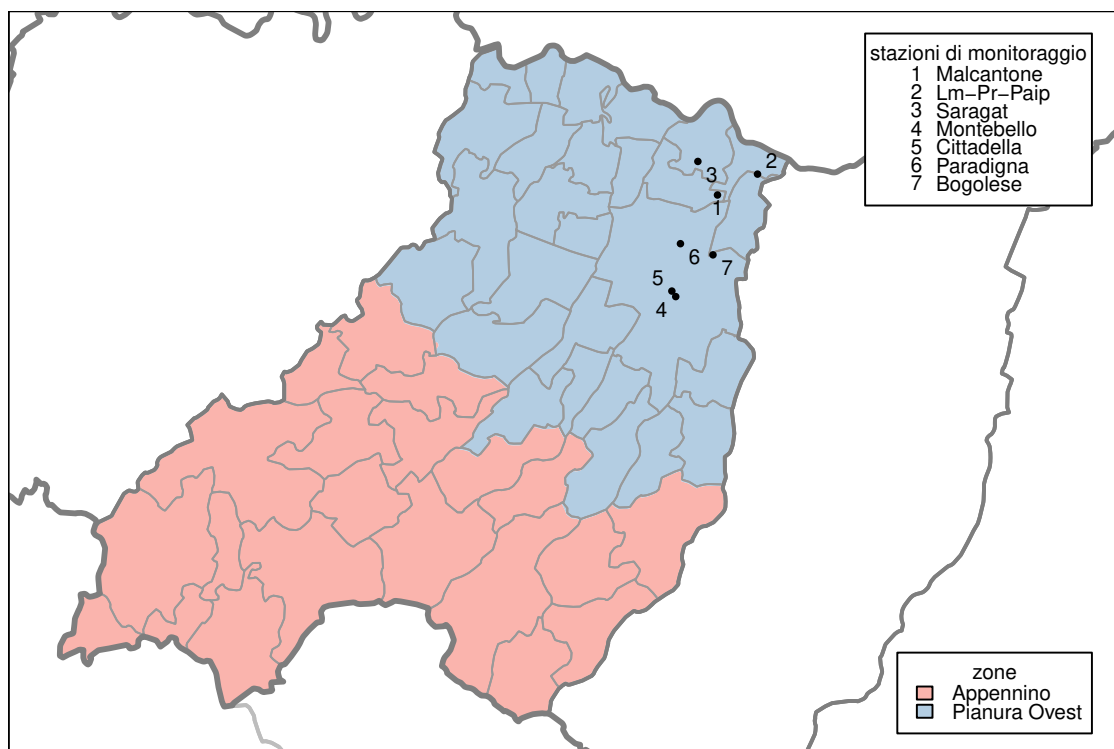 stazioni di monitoraggio
1 Malcantone
2 Lm−Pr−Paip
3 Saragat
4 Montebello
5 Cittadella
6 Paradigna
7 Bogolese
2
3
1
6
7
5
4
zone
Appennino
Pianura Ovest